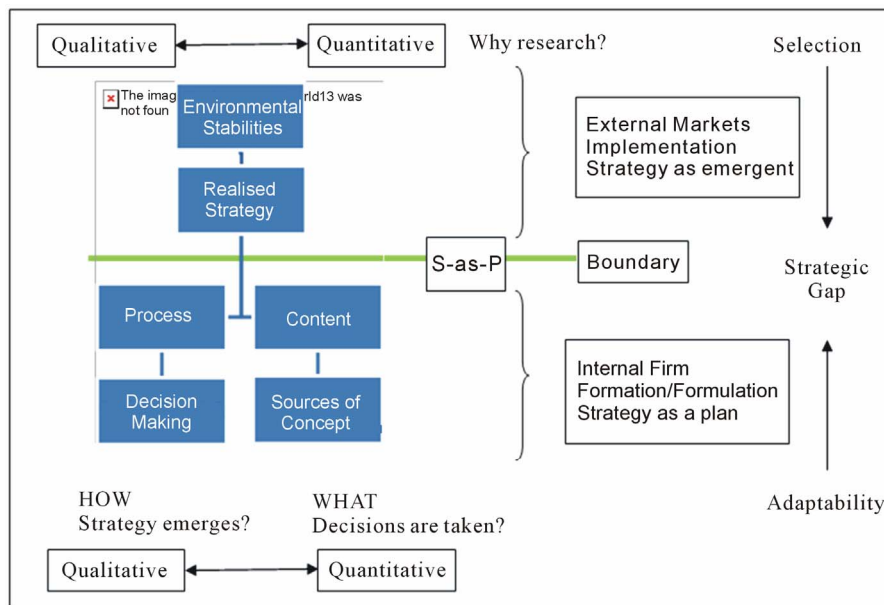 Qualitative
Quantitative
Why research?
Selection
The imag
rld13 was
not foun
Environmental
Stabilities
External Markets
Implementation
Strategy as emergent
Realised
Strategy
S-as-P
Boundary
Strategic
Gap
Process
Content
Internal Firm
Formation/Formulation
Strategy as a plan
Decision
Making
Sources of
Concept
Adaptability
HOW
Strategy emerges?
WHAT
Decisions are taken?
Qualitative
Quantitative